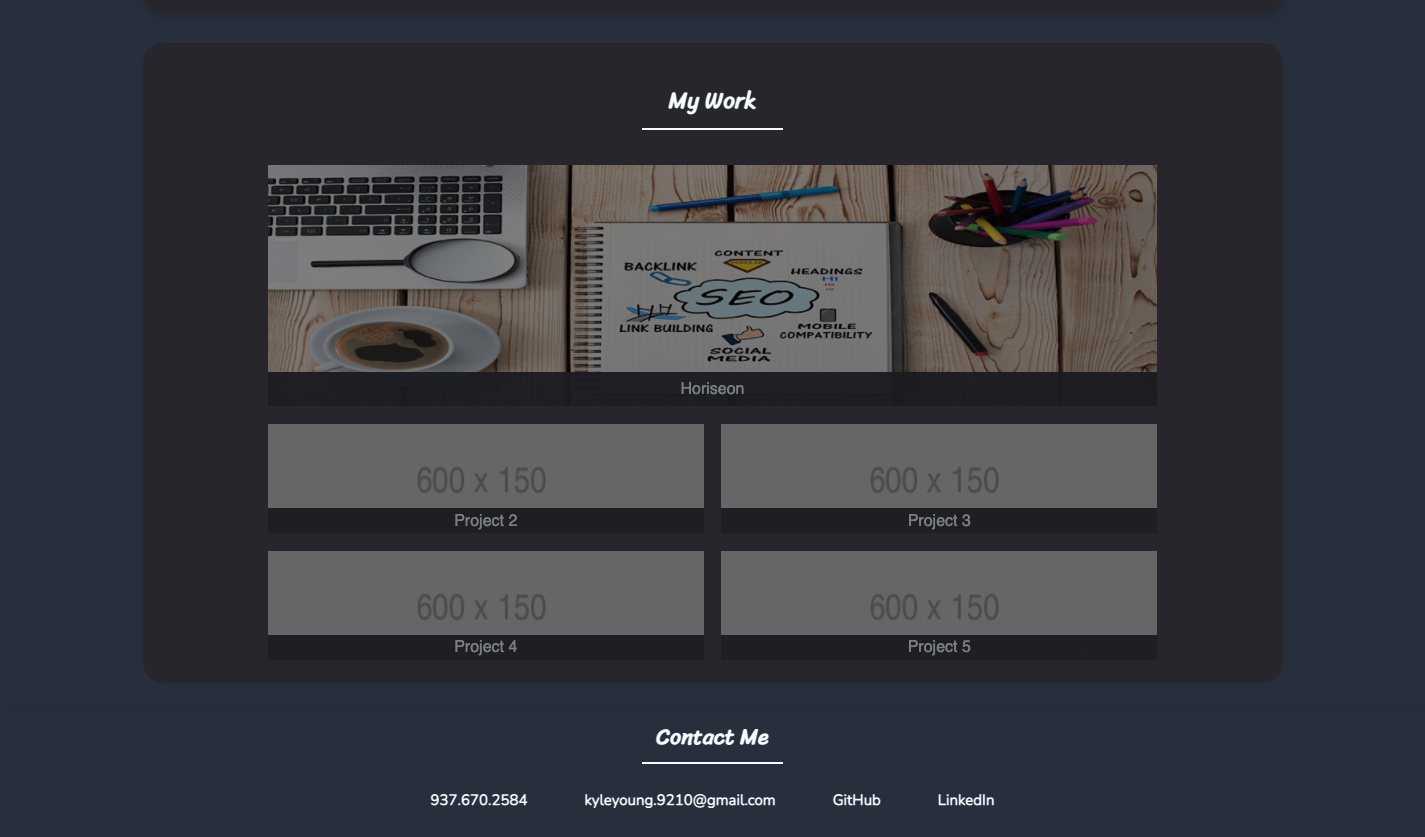 My Work
CONTENT
BACKLINK
HEADINGS
H1
SEO
LINK BUILDING
MOBILE
COMPATIBILITY
SOCIAL
MEDIA
Horiseon
600 x 150
600 x 150
Project 2
Project 3
600 x 150
600 x 150
Project 4
Project 5
Contact Me
937.670.2584 kyleyoung.9210@gmail.com GitHub LinkedIn